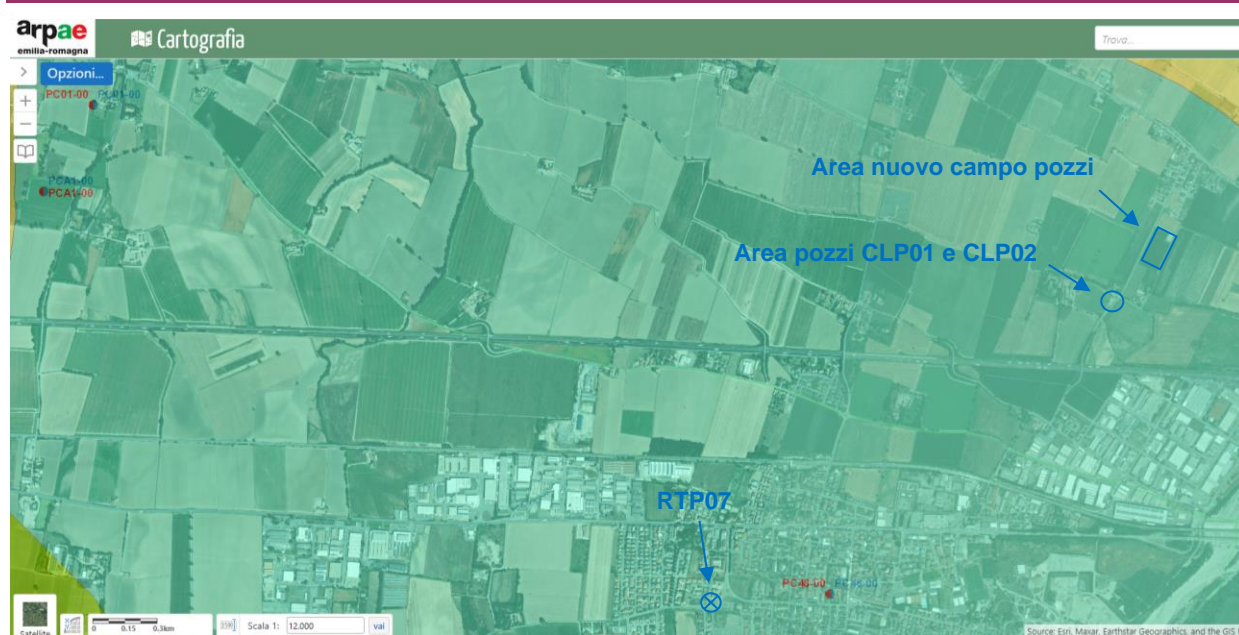 arpae
emilia-romagna
Cartografia
Trova...
>
Opzioni...
PC01-00
+
−
PCA1-00
PCA1-00
Area nuovo campo pozzi
Area pozzi CLP01 e CLP02
RTP07
Satellite
0 0.15 0.3km
Scala 1: 12.000 vai
Source: Esri, Maxar, Earthstar Geographics, and the GIS